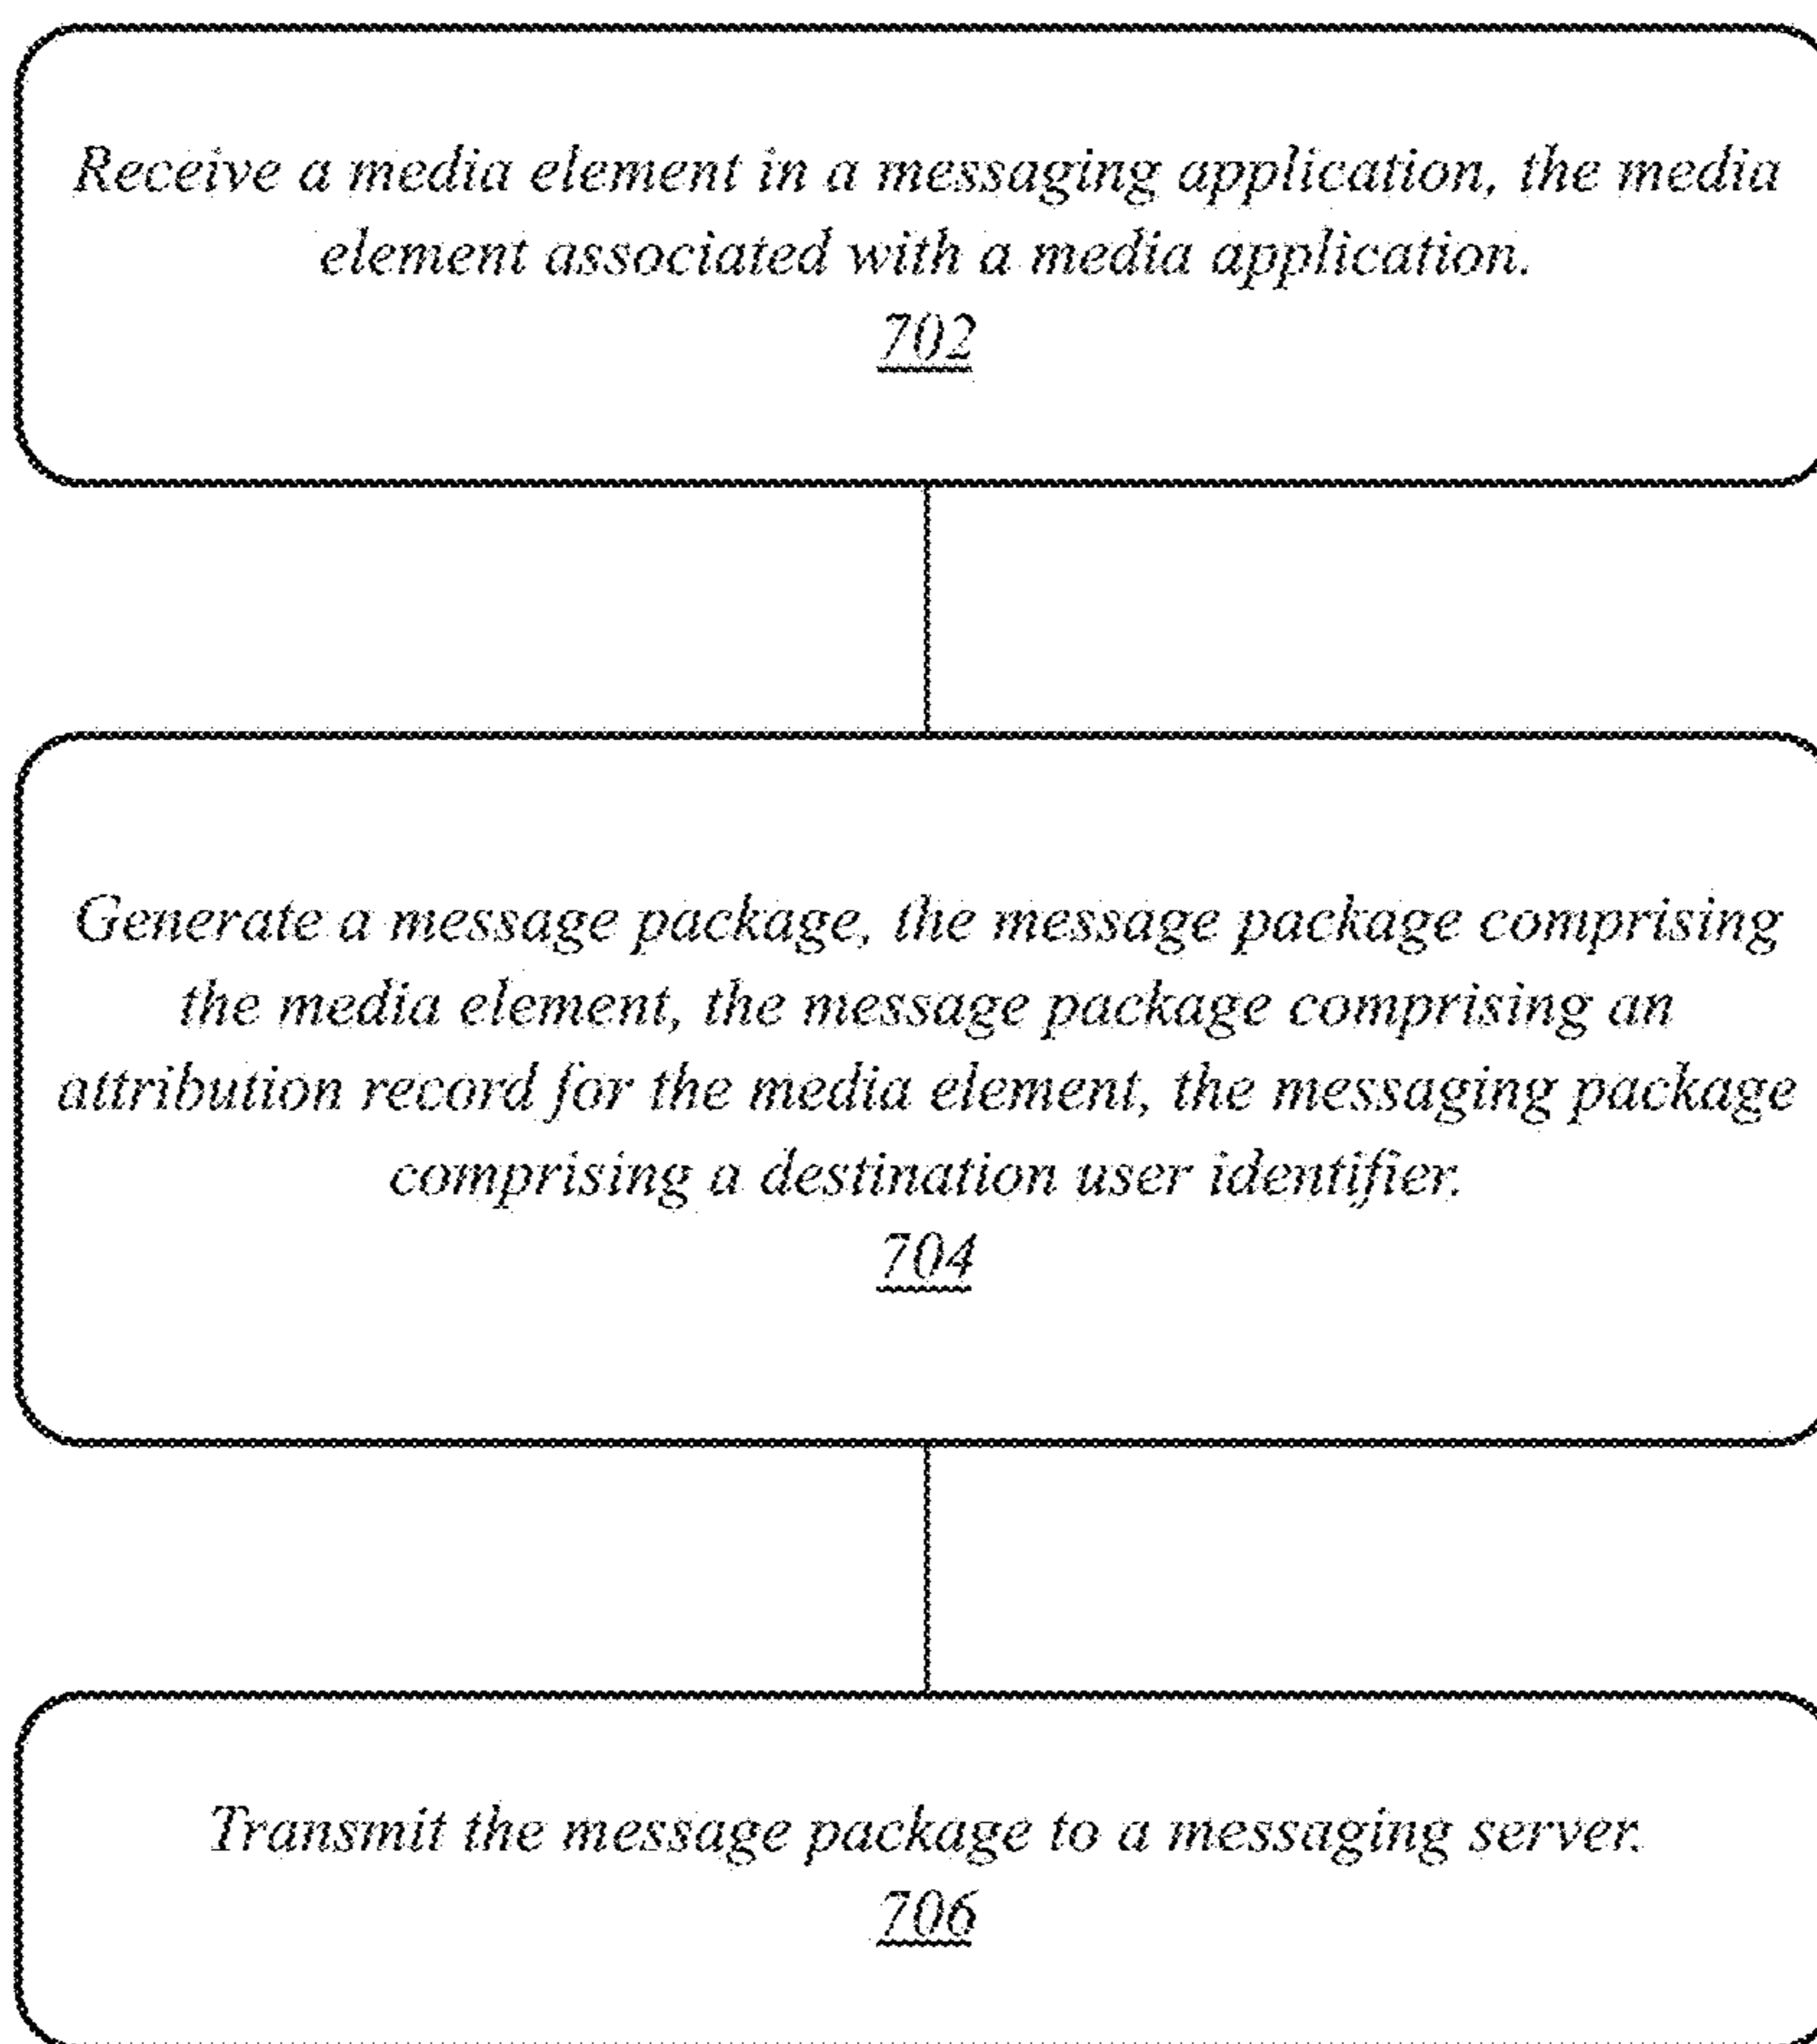 Receive a media element in a messaging application, the media
element associated with a media application.
702
Generate a message package, the message package comprising
the media element, the message package comprising an
attribution record for the media element, the messaging package
comprising a destination user identifier.
704
Transmit the message package to a messaging server.
706